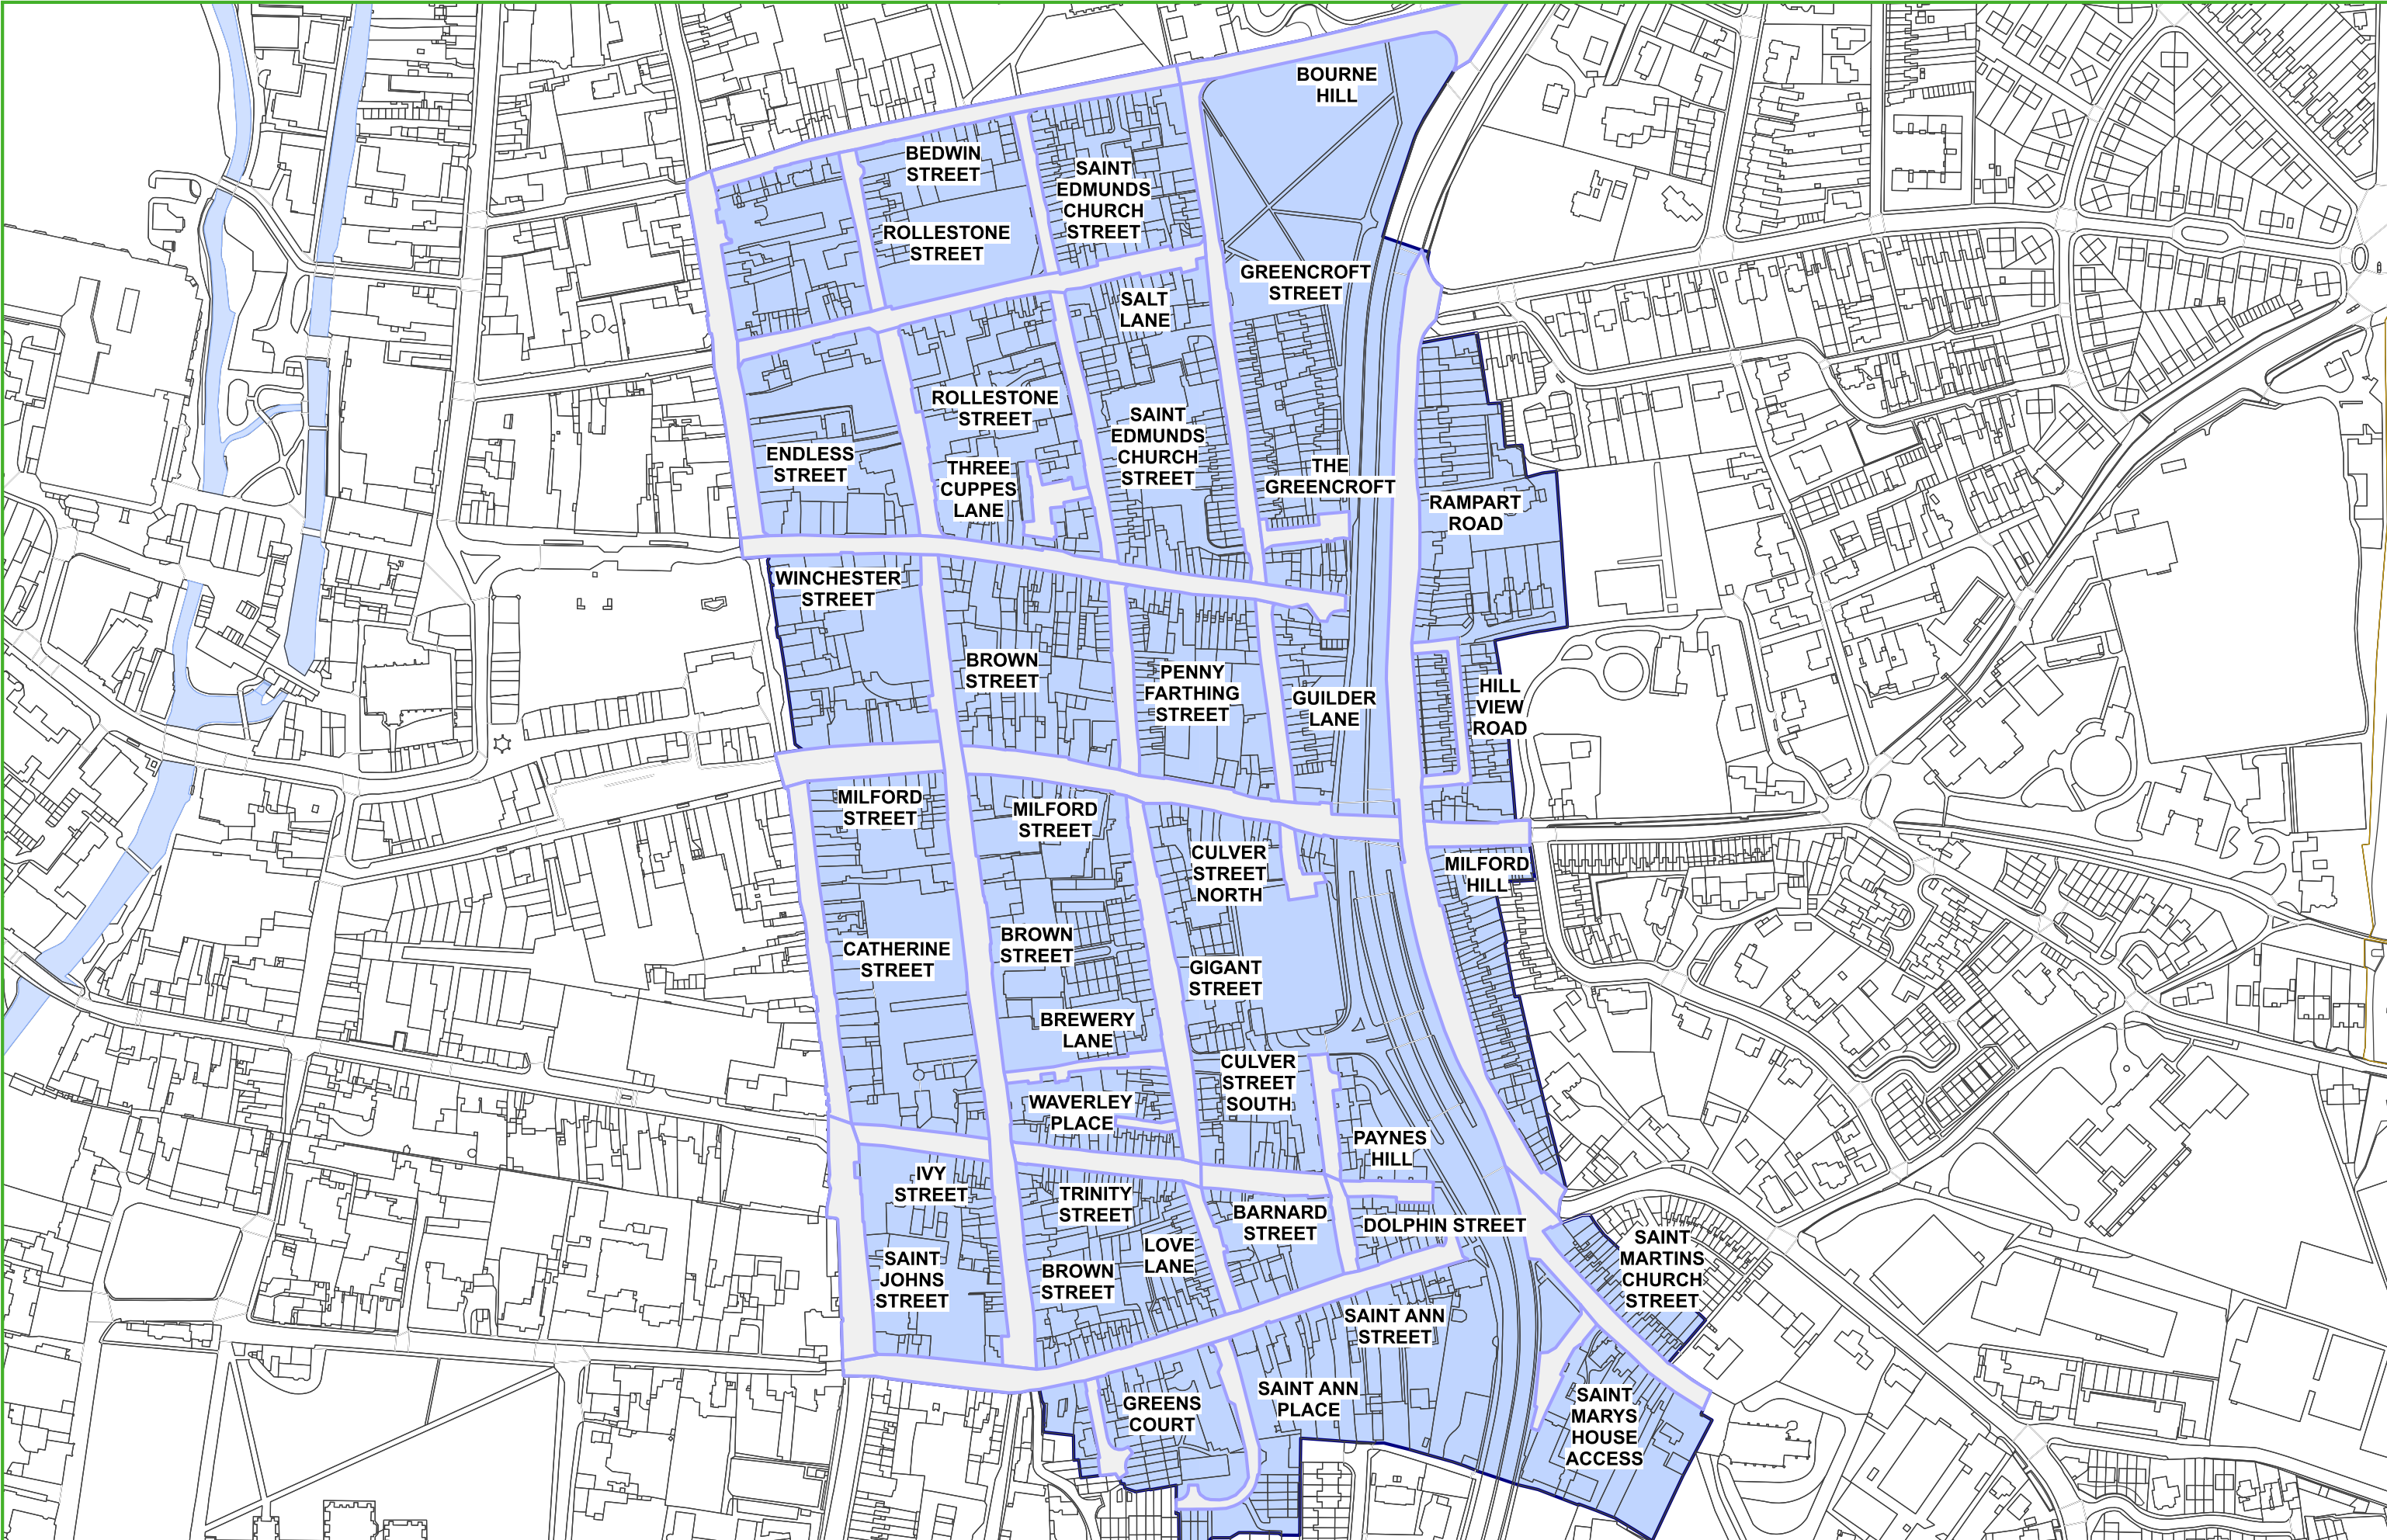 BOURNE
HILL
BEDWIN
STREET
SAINT
EDMUNDS
CHURCH
STREET
ROLLESTONE
STREET
GREENCROFT
STREET
SALT
LANE
ROLLESTONE
STREET
SAINT
EDMUNDS
CHURCH
STREET
ENDLESS
STREET
THREE
CUPPES
LANE
THE
GREENCROFT
RAMPART
ROAD
WINCHESTER
STREET
BROWN
STREET
PENNY
FARTHING
STREET
GUILDER
LANE
HILL
VIEW
ROAD
MILFORD
STREET
MILFORD
STREET
CULVER
STREET
NORTH
MILFORD
HILL
CATHERINE
STREET
BROWN
STREET
GIGANT
STREET
BREWERY
LANE
CULVER
STREET
SOUTH
WAVERLEY
PLACE
PAYNES
HILL
IVY
STREET
TRINITY
STREET
BARNARD
STREET
DOLPHIN STREET
SAINT
JOHNS
STREET
BROWN
STREET
LOVE
LANE
SAINT
MARTINS
CHURCH
STREET
SAINT ANN
STREET
GREENS
COURT
SAINT ANN
PLACE
SAINT
MARYS
HOUSE
ACCESS